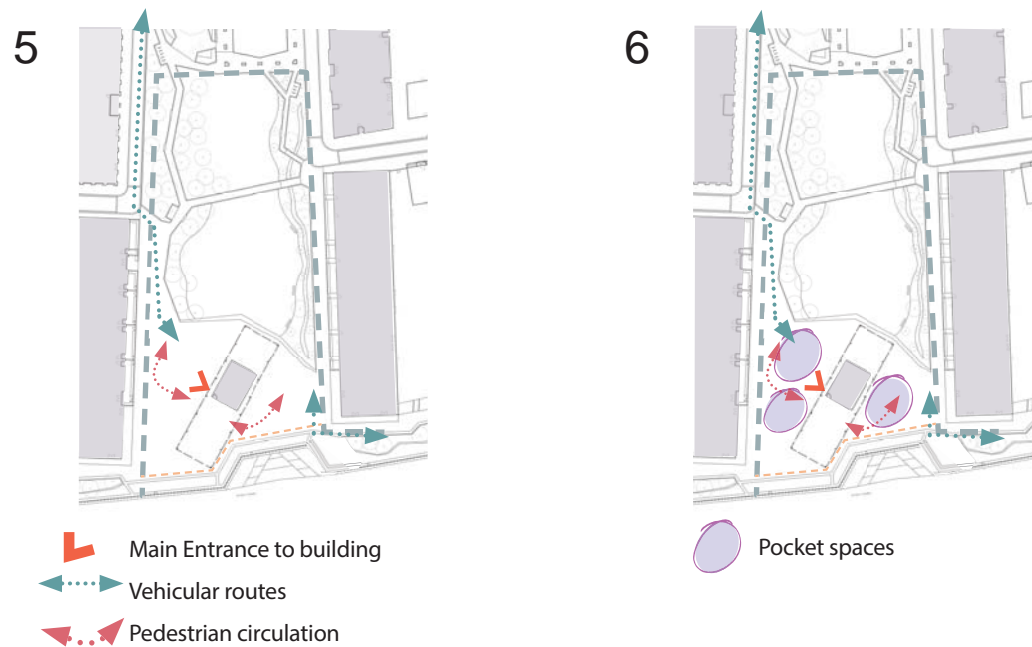 5
6
Main Entrance to building
Vehicular routes
Pedestrian circulation
Pocket spaces